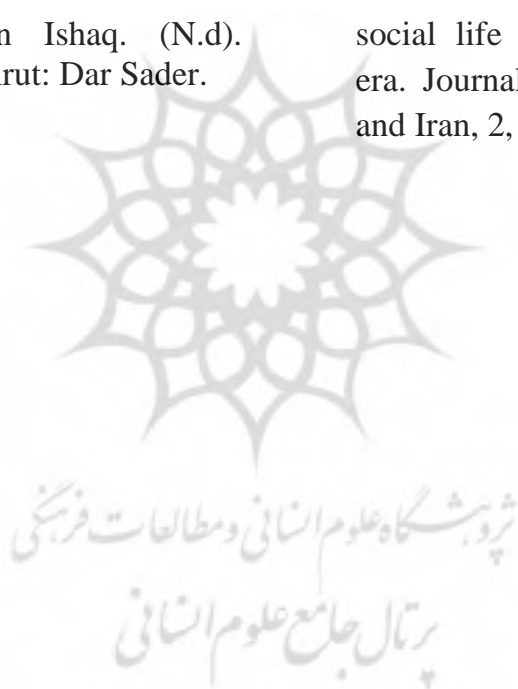 n Ishaq. (N.d).
rut: Dar Sader.
social life
era. Journal
and Iran, 2,
پژوهشگاه علوم انسانی و مطالعات فرهنگی
پرتال جامع علوم انسانی